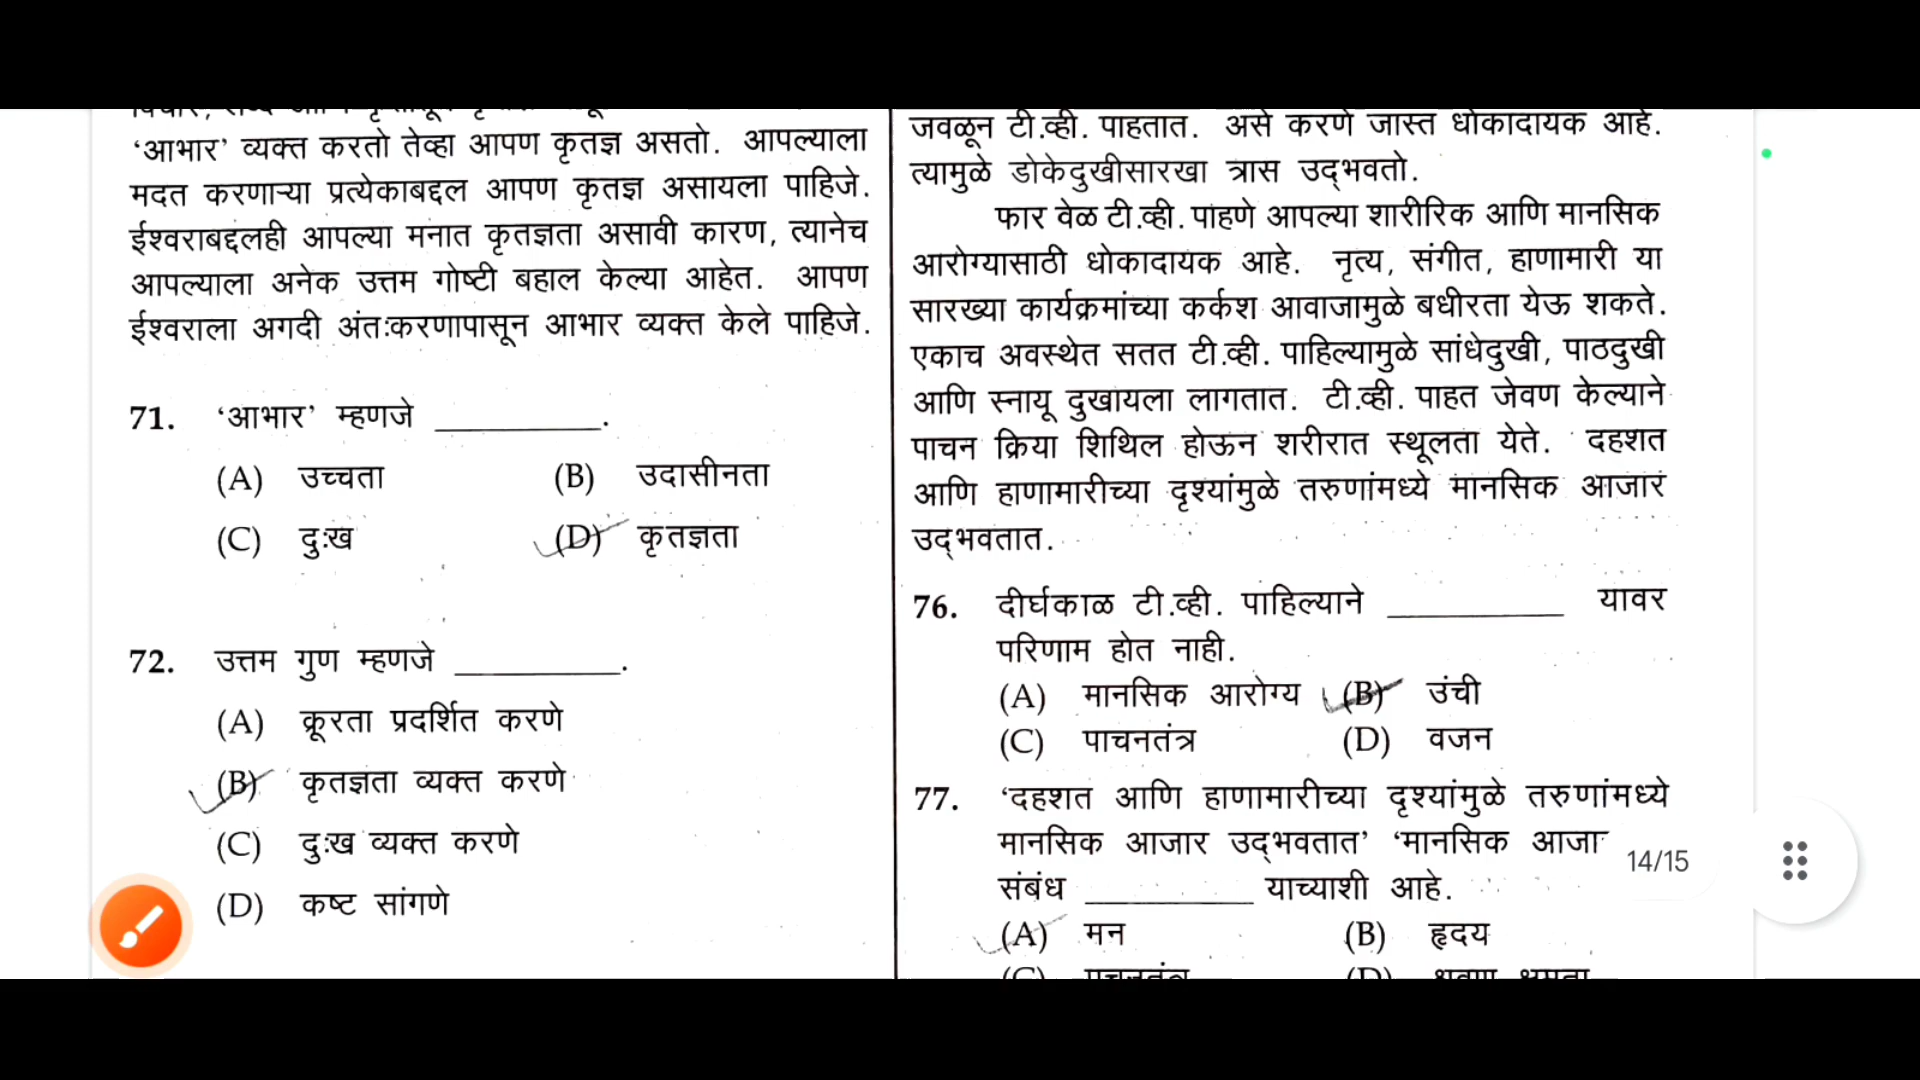 ‘आभार’ व्यक्त करतो तेव्हा आपण कृतज्ञ असतो. आपल्याला
मदत करणाऱ्या प्रत्येकाबद्दल आपण कृतज्ञ असायला पाहिजे.
ईश्वराबद्दलही आपल्या मनात कृतज्ञता असावी कारण, त्यानेच
आपल्याला अनेक उत्तम गोष्टी बहाल केल्या आहेत. आपण
ईश्वराला अगदी अंतःकरणापासून आभार व्यक्त केले पाहिजे.
71. ‘आभार’ म्हणजे __________.
(A) उच्चता (B) उदासीनता
(C) दुःख (D) कृतज्ञता
72. उत्तम गुण म्हणजे __________.
(A) क्रूरता प्रदर्शित करणे
(B) कृतज्ञता व्यक्त करणे
(C) दुःख व्यक्त करणे
(D) कष्ट सांगणे
जवळून टी.व्ही. पाहतात. असे करणे जास्त धोकादायक आहे.
त्यामुळे डोकेदुखीसारखा त्रास उद्‌भवतो.
फार वेळ टी.व्ही. पाहणे आपल्या शारीरिक आणि मानसिक
आरोग्यासाठी धोकादायक आहे. नृत्य, संगीत, हाणामारी या
सारख्या कार्यक्रमांच्या कर्कश आवाजामुळे बधीरता येऊ शकते.
एकाच अवस्थेत सतत टी.व्ही. पाहिल्यामुळे सांधेदुखी, पाठदुखी
आणि स्नायू दुखायला लागतात. टी.व्ही. पाहत जेवण केल्याने
पाचन क्रिया शिथिल होऊन शरीरात स्थूलता येते. दहशत
आणि हाणामारीच्या दृश्यांमुळे तरुणांमध्ये मानसिक आजार
उद्‌भवतात.
76. दीर्घकाळ टी.व्ही. पाहिल्याने __________ यावर
परिणाम होत नाही.
(A) मानसिक आरोग्य (B) उंची
(C) पाचनतंत्र (D) वजन
77. ‘दहशत आणि हाणामारीच्या दृश्यांमुळे तरुणांमध्ये
मानसिक आजार उद्‌भवतात’ ‘मानसिक आजा
संबंध __________ याच्याशी आहे.
(A) मन (B) हृदय
(C) पाचनतंत्र (D) श्रवण क्षमता
14/15